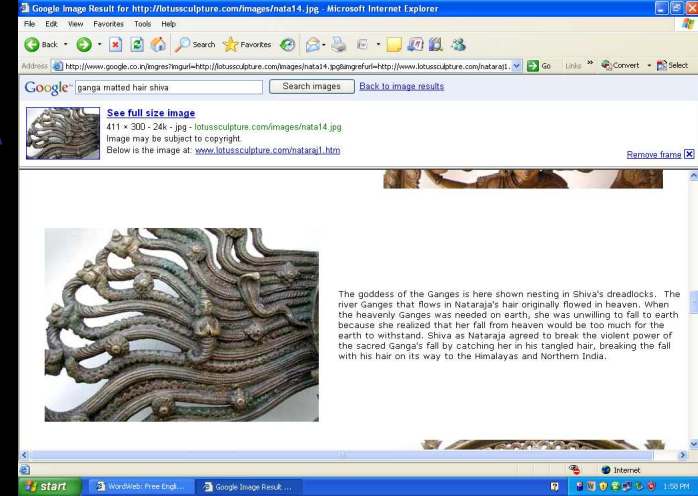 Google Image Result for http://lotussculpture.com/images/nata14.jpg - Microsoft Internet Explorer
File Edit View Favorites Tools Help
Back Search Favorites
Address http://www.google.co.in/imgres?imgurl=http://lotussculpture.com/images/nata14.jpg&imgrefurl=http://www.lotussculpture.com/nataraj1. Go Links » Convert Select
Google ganga matted hair shiva Search images Back to image results
See full size image
411 × 300 - 24k - jpg - lotussculpture.com/images/nata14.jpg
Image may be subject to copyright.
Below is the image at: www.lotussculpture.com/nataraj1.htm
Remove frame
The goddess of the Ganges is here shown nesting in Shiva's dreadlocks. The
river Ganges that flows in Nataraja's hair originally flowed in heaven. When
the heavenly Ganges was needed on earth, she was unwilling to fall to earth
because she realized that her fall from heaven would be too much for the
earth to withstand. Shiva as Nataraja agreed to break the violent power of
the sacred Ganga's fall by catching her in his tangled hair, breaking the fall
with his hair on its way to the Himalayas and Northern India.
Internet
start WordWeb: Free Engli... Google Image Result ... 1:58 PM